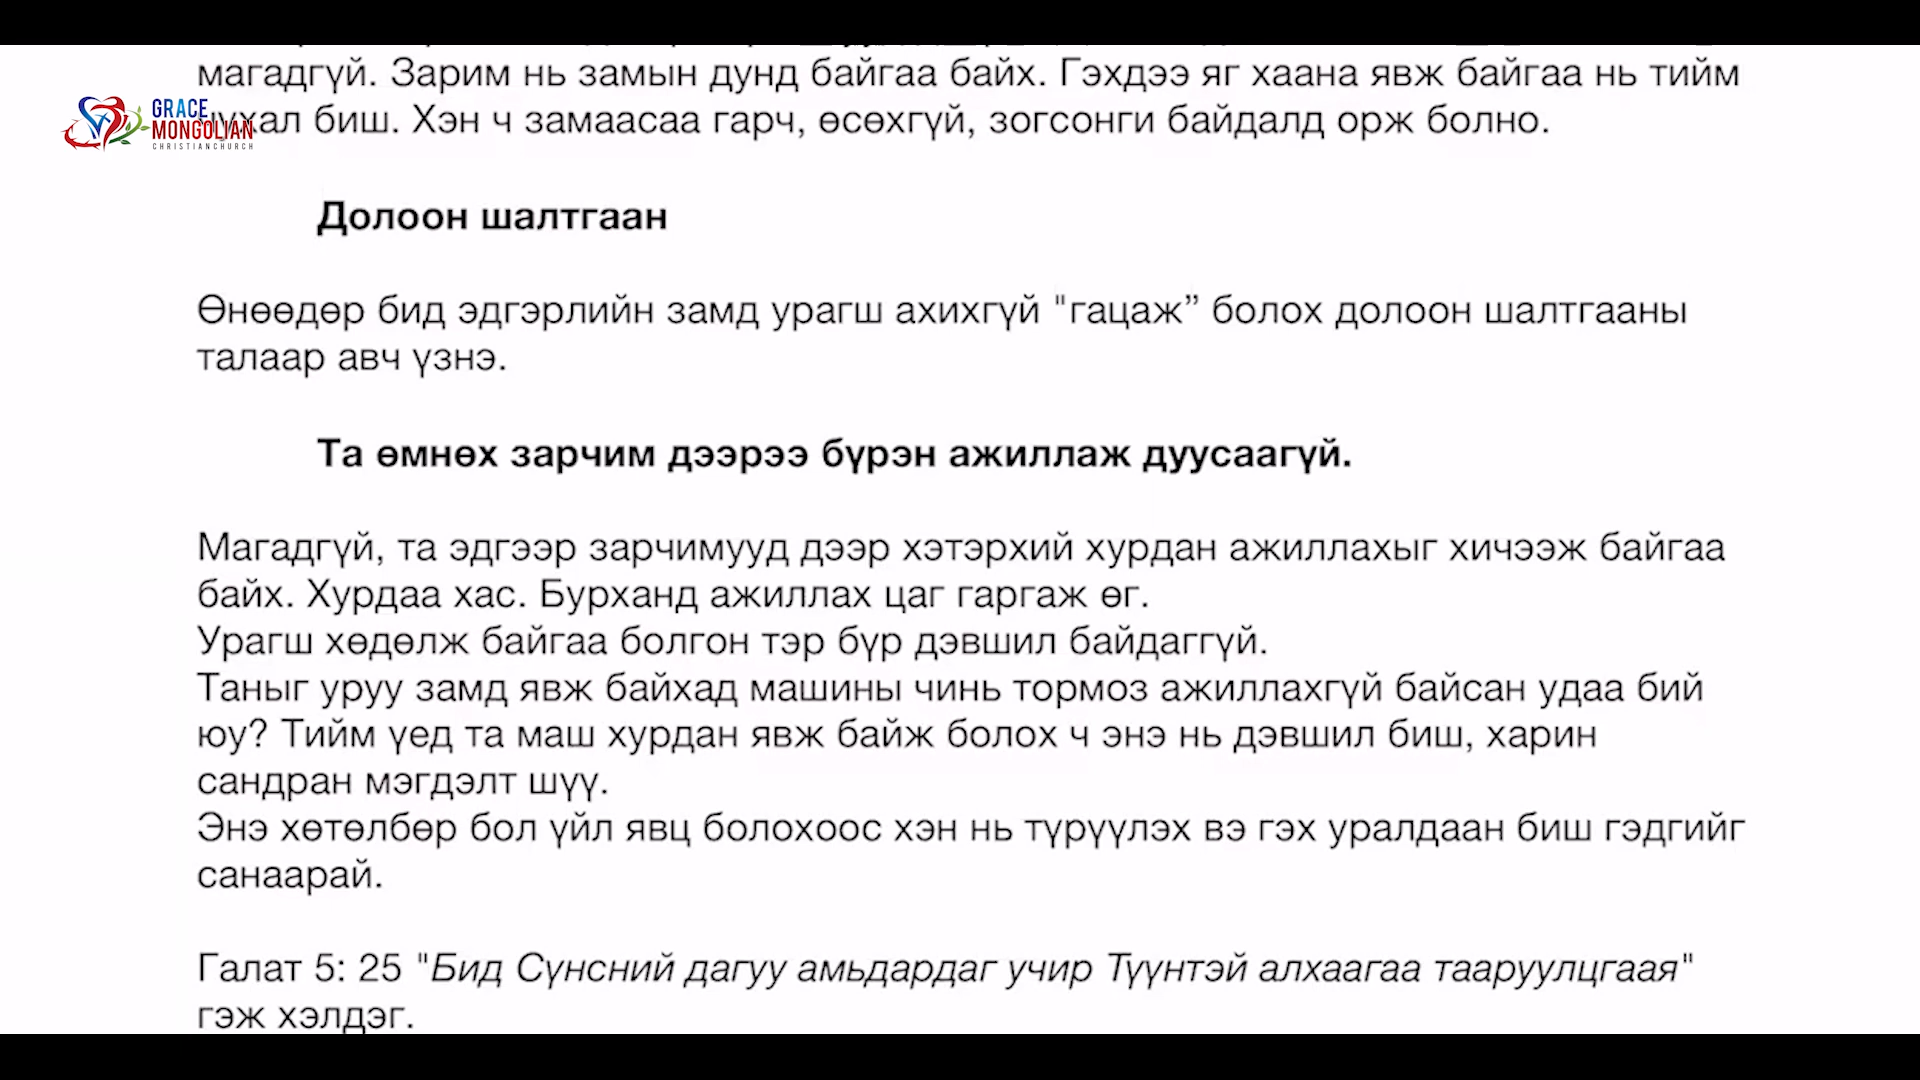 магадгүй. Зарим нь замын дунд байгаа байх. Гэхдээ яг хаана явж байгаа нь тийм
GRACE
MONGOLIAN
CHRISTIANCHURCH
биш. Хэн ч замаасаа гарч, өсөхгүй, зогсонги байдалд орж болно.
Долоон шалтгаан
Өнөөдөр бид эдгэрлийн замд урагш ахихгүй "гацаж” болох долоон шалтгааны
талаар авч үзнэ.
Та өмнөх зарчим дээрээ бүрэн ажиллаж дуусаагүй.
Магадгүй, та эдгээр зарчимууд дээр хэтэрхий хурдан ажиллахыг хичээж байгаа
байх. Хурдаа хас. Бурханд ажиллах цаг гаргаж өг.
Урагш хөдөлж байгаа болгон тэр бүр дэвшил байдаггүй.
Таныг уруу замд явж байхад машины чинь тормоз ажиллахгүй байсан удаа бий
юу? Тийм үед та маш хурдан явж байж болох ч энэ нь дэвшил биш, харин
сандран мэгдэлт шүү.
Энэ хөтөлбөр бол үйл явц болохоос хэн нь түрүүлэх вэ гэх уралдаан биш гэдгийг
санаарай.
Галат 5: 25 "Бид Сүнсний дагуу амьдардаг учир Түүнтэй алхаагаа тааруулцгаая"
гэж хэлдэг.